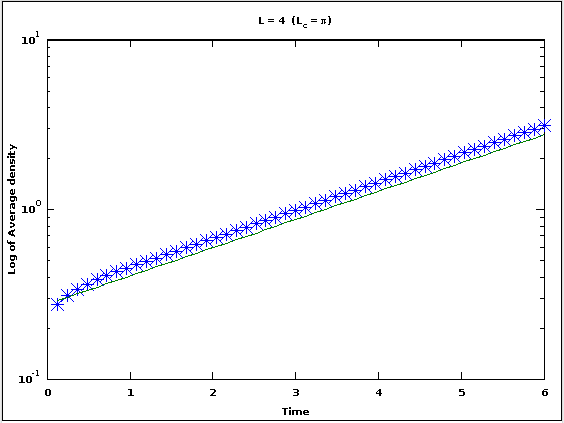 L = 4 (Lc = π)
10^1
10^0
10^-1
Log of Average density
0 1 2 3 4 5 6
Time